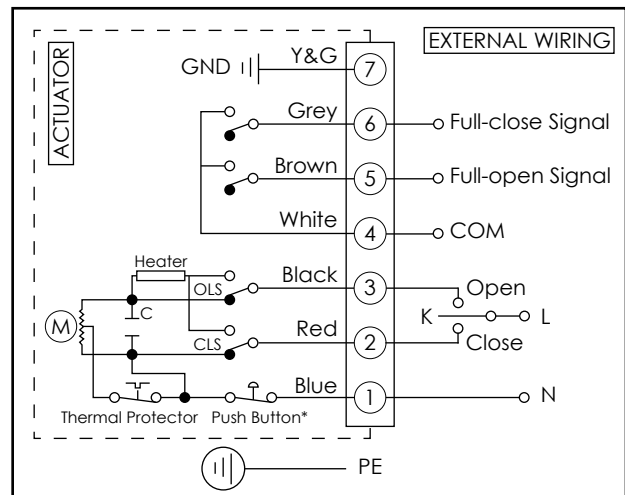 ACTUATOR
EXTERNAL WIRING
GND Y&G 7
Grey 6 Full-close Signal
Brown 5 Full-open Signal
White 4 COM
Heater
OLS Black 3 Open
K L
C
M
CLS Red 2 Close
Blue 1 N
Thermal Protector Push Button*
PE